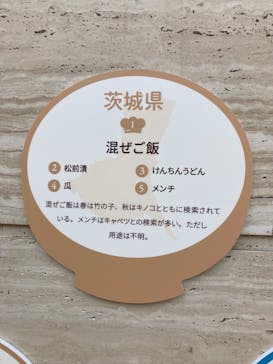 茨城県
1
混ぜご飯
2 松前漬 3 けんちんうどん
4 瓜 5 メンチ
混ぜご飯は春は竹の子、秋はキノコとともに検索されて
いる。メンチはキャベツとの検索が多い。ただし
用途は不明。